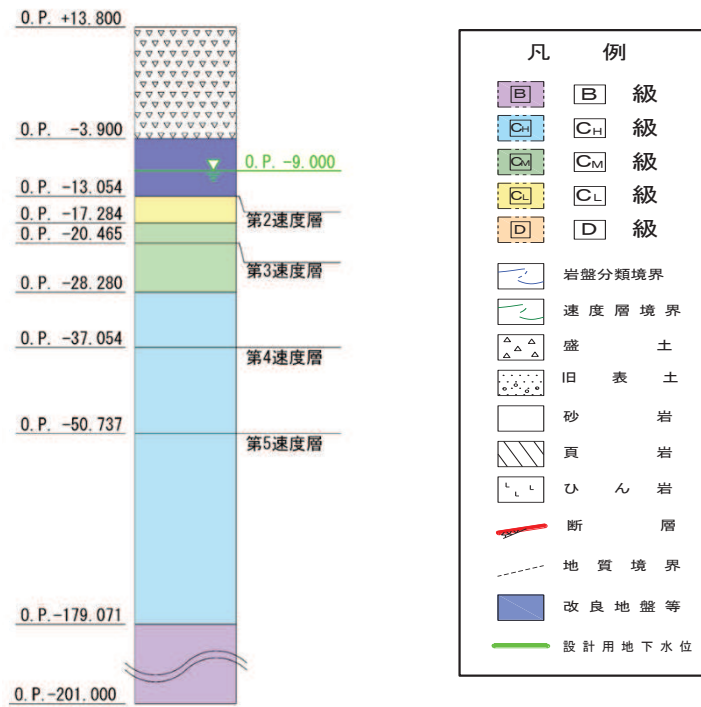 O.P. +13.800
O.P. -3.900
O.P. -9.000
O.P. -13.054
O.P. -17.284
第2速度層
O.P. -20.465
第3速度層
O.P. -28.280
O.P. -37.054
第4速度層
O.P. -50.737
第5速度層
O.P.-179.071
O.P.-201.000
凡 例
B B 級
CH CH 級
CM CM 級
CL CL 級
D D 級
岩盤分類境界
速度層境界
盛 土
旧 表 土
砂 岩
頁 岩
ひ ん 岩
断 層
地 質 境 界
改 良 地 盤 等
設 計 用 地 下 水 位